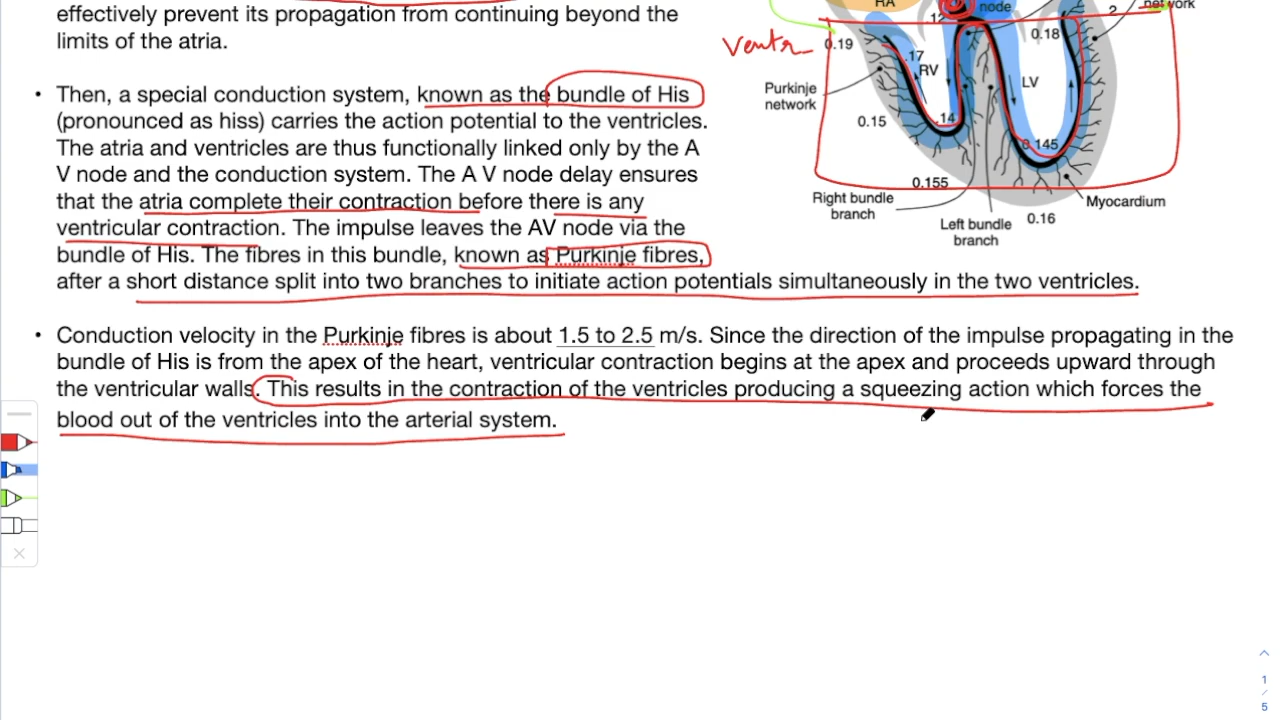 effectively prevent its propagation from continuing beyond the
limits of the atria.
• Then, a special conduction system, known as the bundle of His
(pronounced as hiss) carries the action potential to the ventricles.
The atria and ventricles are thus functionally linked only by the A
V node and the conduction system. The A V node delay ensures
that the atria complete their contraction before there is any
ventricular contraction. The impulse leaves the AV node via the
bundle of His. The fibres in this bundle, known as Purkinje fibres,
after a short distance split into two branches to initiate action potentials simultaneously in the two ventricles.
• Conduction velocity in the Purkinje fibres is about 1.5 to 2.5 m/s. Since the direction of the impulse propagating in the
bundle of His is from the apex of the heart, ventricular contraction begins at the apex and proceeds upward through
the ventricular walls. This results in the contraction of the ventricles producing a squeezing action which forces the
blood out of the ventricles into the arterial system.
RA
node
network
Ventr
0.19
0.18
.17
RV
LV
Purkinje
network
0.15
.14
0.145
0.155
0.16
Right bundle
branch
Left bundle
branch
Myocardium
1
/
5